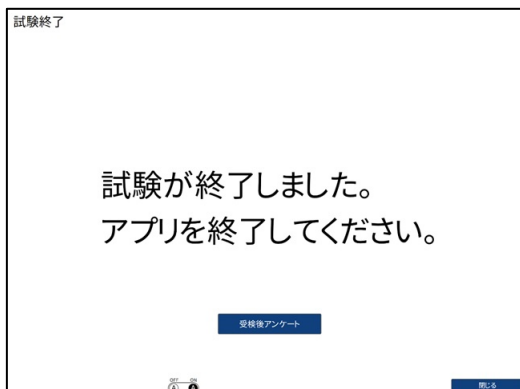 試験終了
試験が終了しました。
アプリを終了してください。
受検後アンケート
OFF ON
A A
閉じる